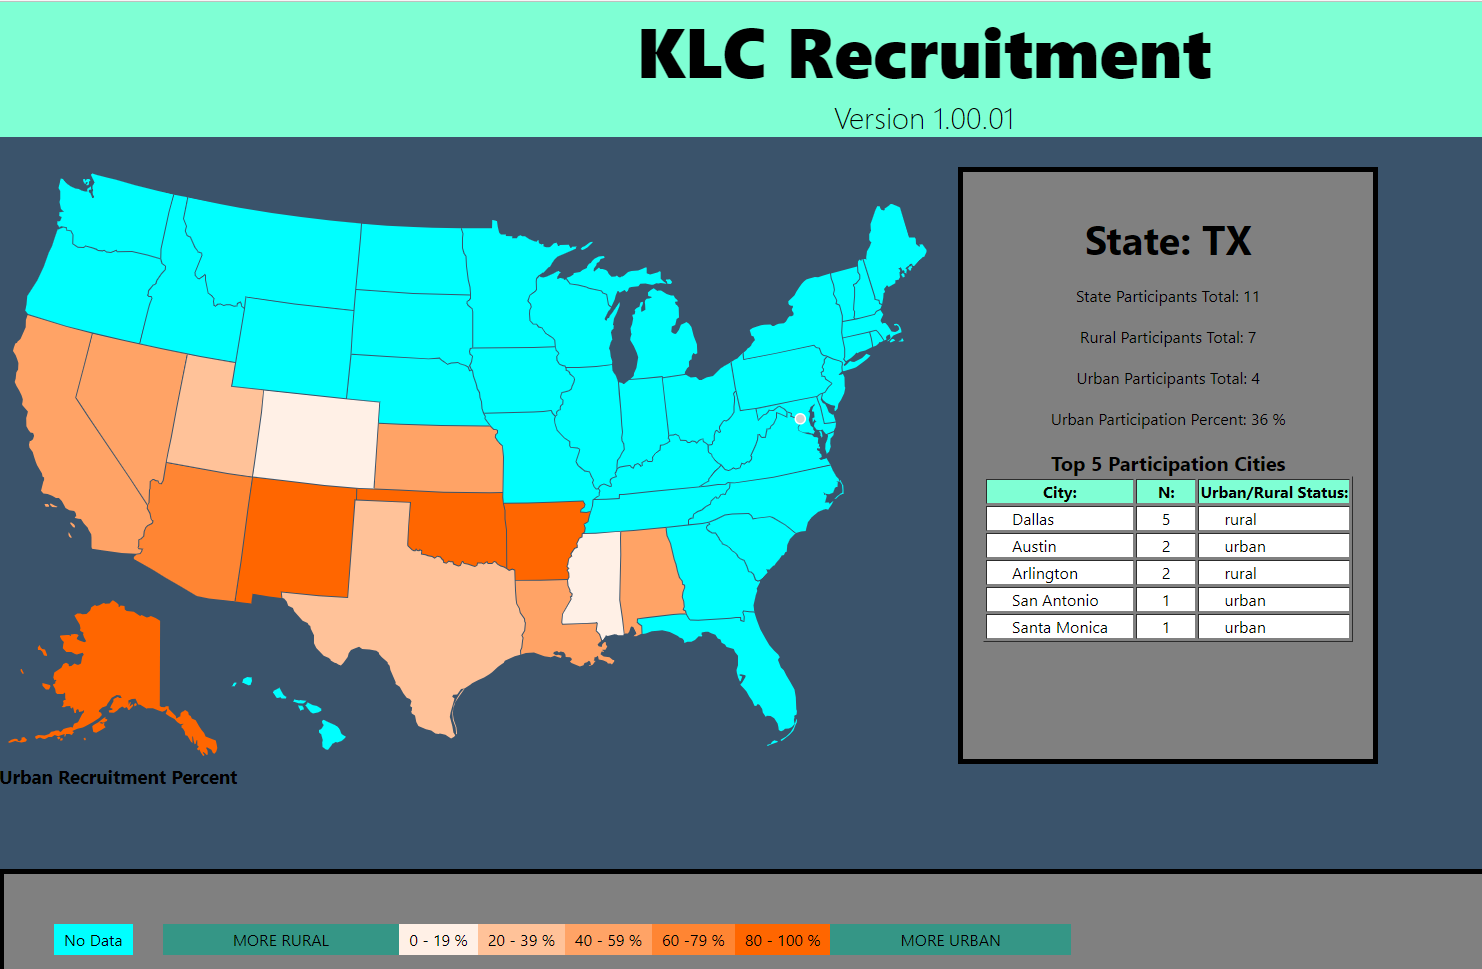 KLC Recruitment
Version 1.00.01
State: TX
State Participants Total: 11
Rural Participants Total: 7
Urban Participants Total: 4
Urban Participation Percent: 36 %
Top 5 Participation Cities
City: N: Urban/Rural Status:
Dallas 5 rural
Austin 2 urban
Arlington 2 rural
San Antonio 1 urban
Santa Monica 1 urban
Urban Recruitment Percent
No Data MORE RURAL 0 - 19 % 20 - 39 % 40 - 59 % 60 -79 % 80 - 100 % MORE URBAN